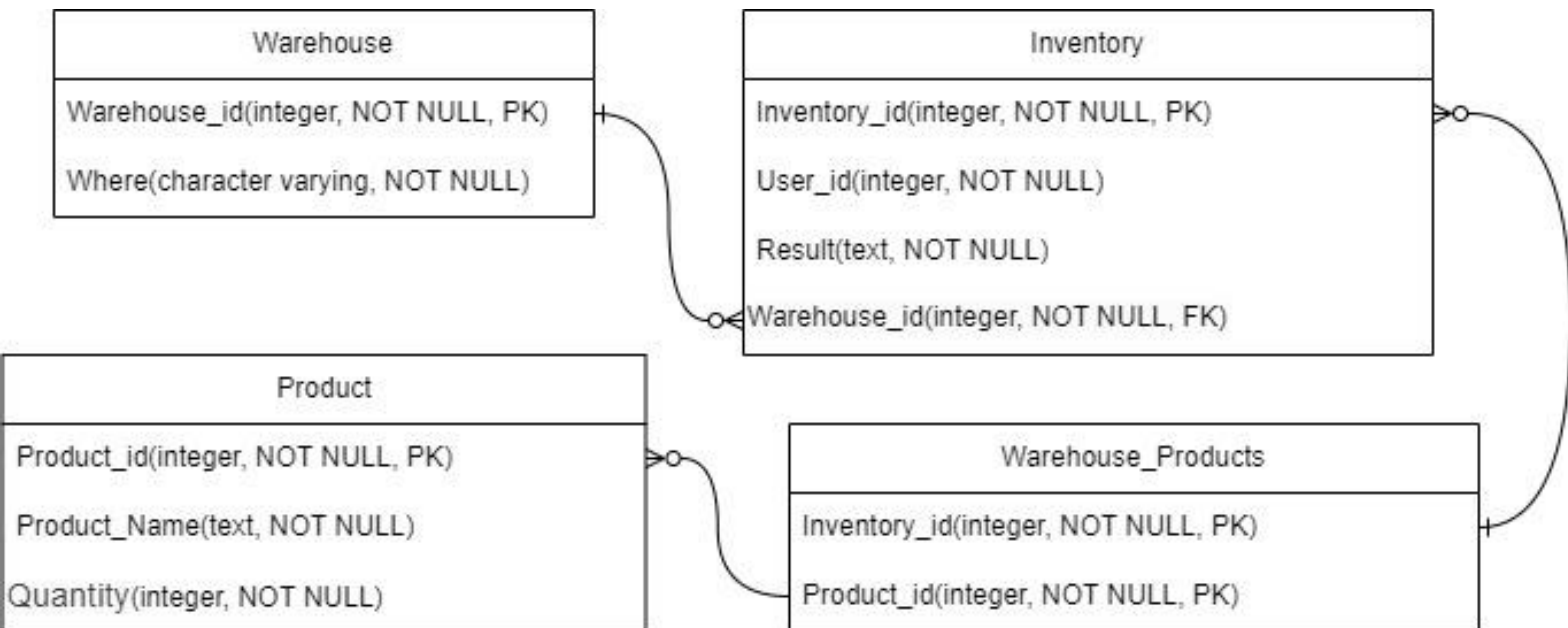 Warehouse
Warehouse_id(integer, NOT NULL, PK)
Where(character varying, NOT NULL)
Inventory
Inventory_id(integer, NOT NULL, PK)
User_id(integer, NOT NULL)
Result(text, NOT NULL)
Warehouse_id(integer, NOT NULL, FK)
Product
Product_id(integer, NOT NULL, PK)
Product_Name(text, NOT NULL)
Quantity(integer, NOT NULL)
Warehouse_Products
Inventory_id(integer, NOT NULL, PK)
Product_id(integer, NOT NULL, PK)